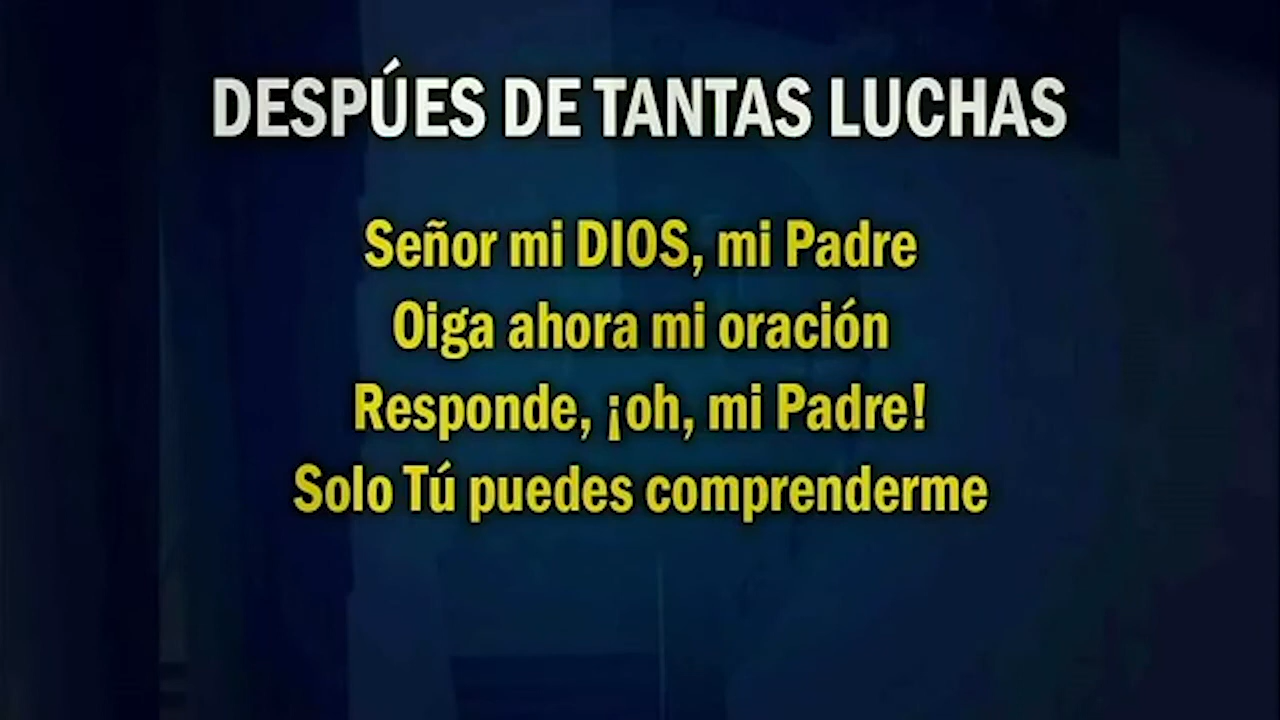 DESPÚES DE TANTAS LUCHAS
Señor mi DIOS, mi Padre
Oiga ahora mi oración
Responde, ¡oh, mi Padre!
Solo Tú puedes comprenderme